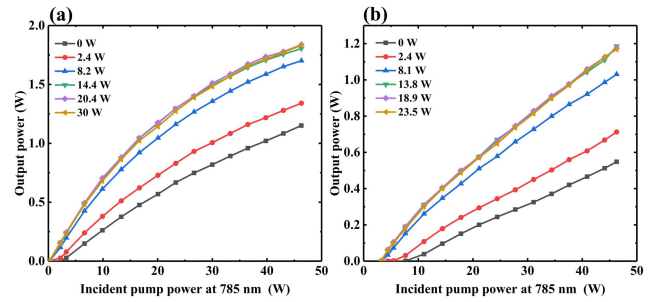 (a)
2.0
1.5
1.0
0.5
0.0
Output power (W)
0 W
2.4 W
8.2 W
14.4 W
20.4 W
30 W
0 10 20 30 40 50
Incident pump power at 785 nm (W)
(b)
1.2
1.0
0.8
0.6
0.4
0.2
0.0
Output power (W)
0 W
2.4 W
8.1 W
13.8 W
18.9 W
23.5 W
0 10 20 30 40 50
Incident pump power at 785 nm (W)